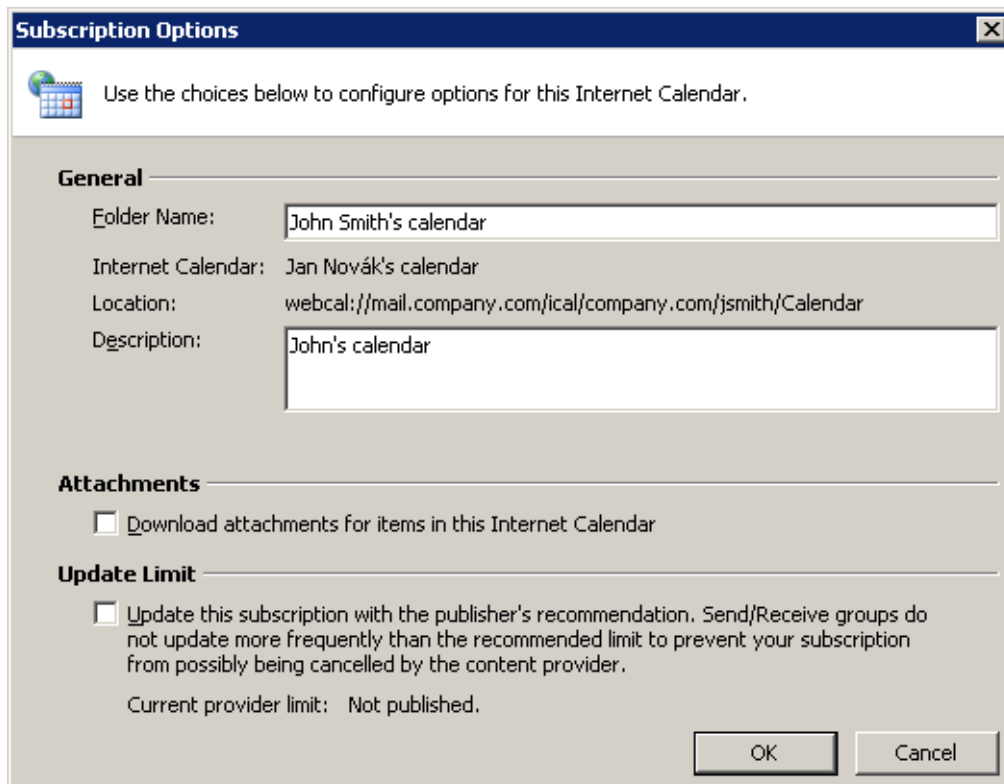 Subscription Options
Use the choices below to configure options for this Internet Calendar.
General
Folder Name: John Smith's calendar
Internet Calendar: Jan Novák's calendar
Location: webcal://mail.company.com/ical/company.com/jsmith/Calendar
Description: John's calendar
Attachments
Download attachments for items in this Internet Calendar
Update Limit
Update this subscription with the publisher's recommendation. Send/Receive groups do
not update more frequently than the recommended limit to prevent your subscription
from possibly being cancelled by the content provider.
Current provider limit: Not published.
OK Cancel